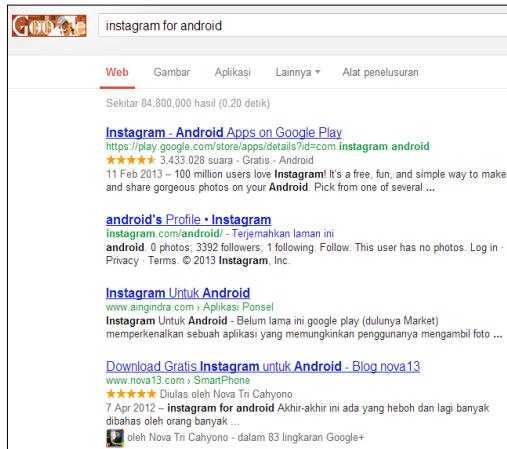 Google
instagram for android
Web Gambar Aplikasi Lainnya Alat penelusuran
Sekitar 84,800,000 hasil (0.20 detik)
Instagram - Android Apps on Google Play
https://play.google.com/store/apps/details?id=com.instagram.android
3.433.028 suara - Gratis - Android
11 Feb 2013 – 100 million users love Instagram! It's a free, fun, and simple way to make
and share gorgeous photos on your Android. Pick from one of several ...
android's Profile • Instagram
instagram.com/android/ - Terjemahkan laman ini
android. 0 photos; 3392 followers; 1 following. Follow. This user has no photos. Log in ·
Privacy · Terms. © 2013 Instagram, Inc.
Instagram Untuk Android
www.aingindra.com › Aplikasi Ponsel
Instagram Untuk Android - Belum lama ini google play (dulunya Market)
memperkenalkan sebuah aplikasi yang memungkinkan penggunanya mengambil foto ...
Download Gratis Instagram untuk Android - Blog nova13
www.nova13.com › SmartPhone
Diulas oleh Nova Tri Cahyono
7 Apr 2012 – instagram for android Akhir-akhir ini ada yang heboh dan lagi banyak
dibahas oleh orang banyak ...
oleh Nova Tri Cahyono - dalam 83 lingkaran Google+